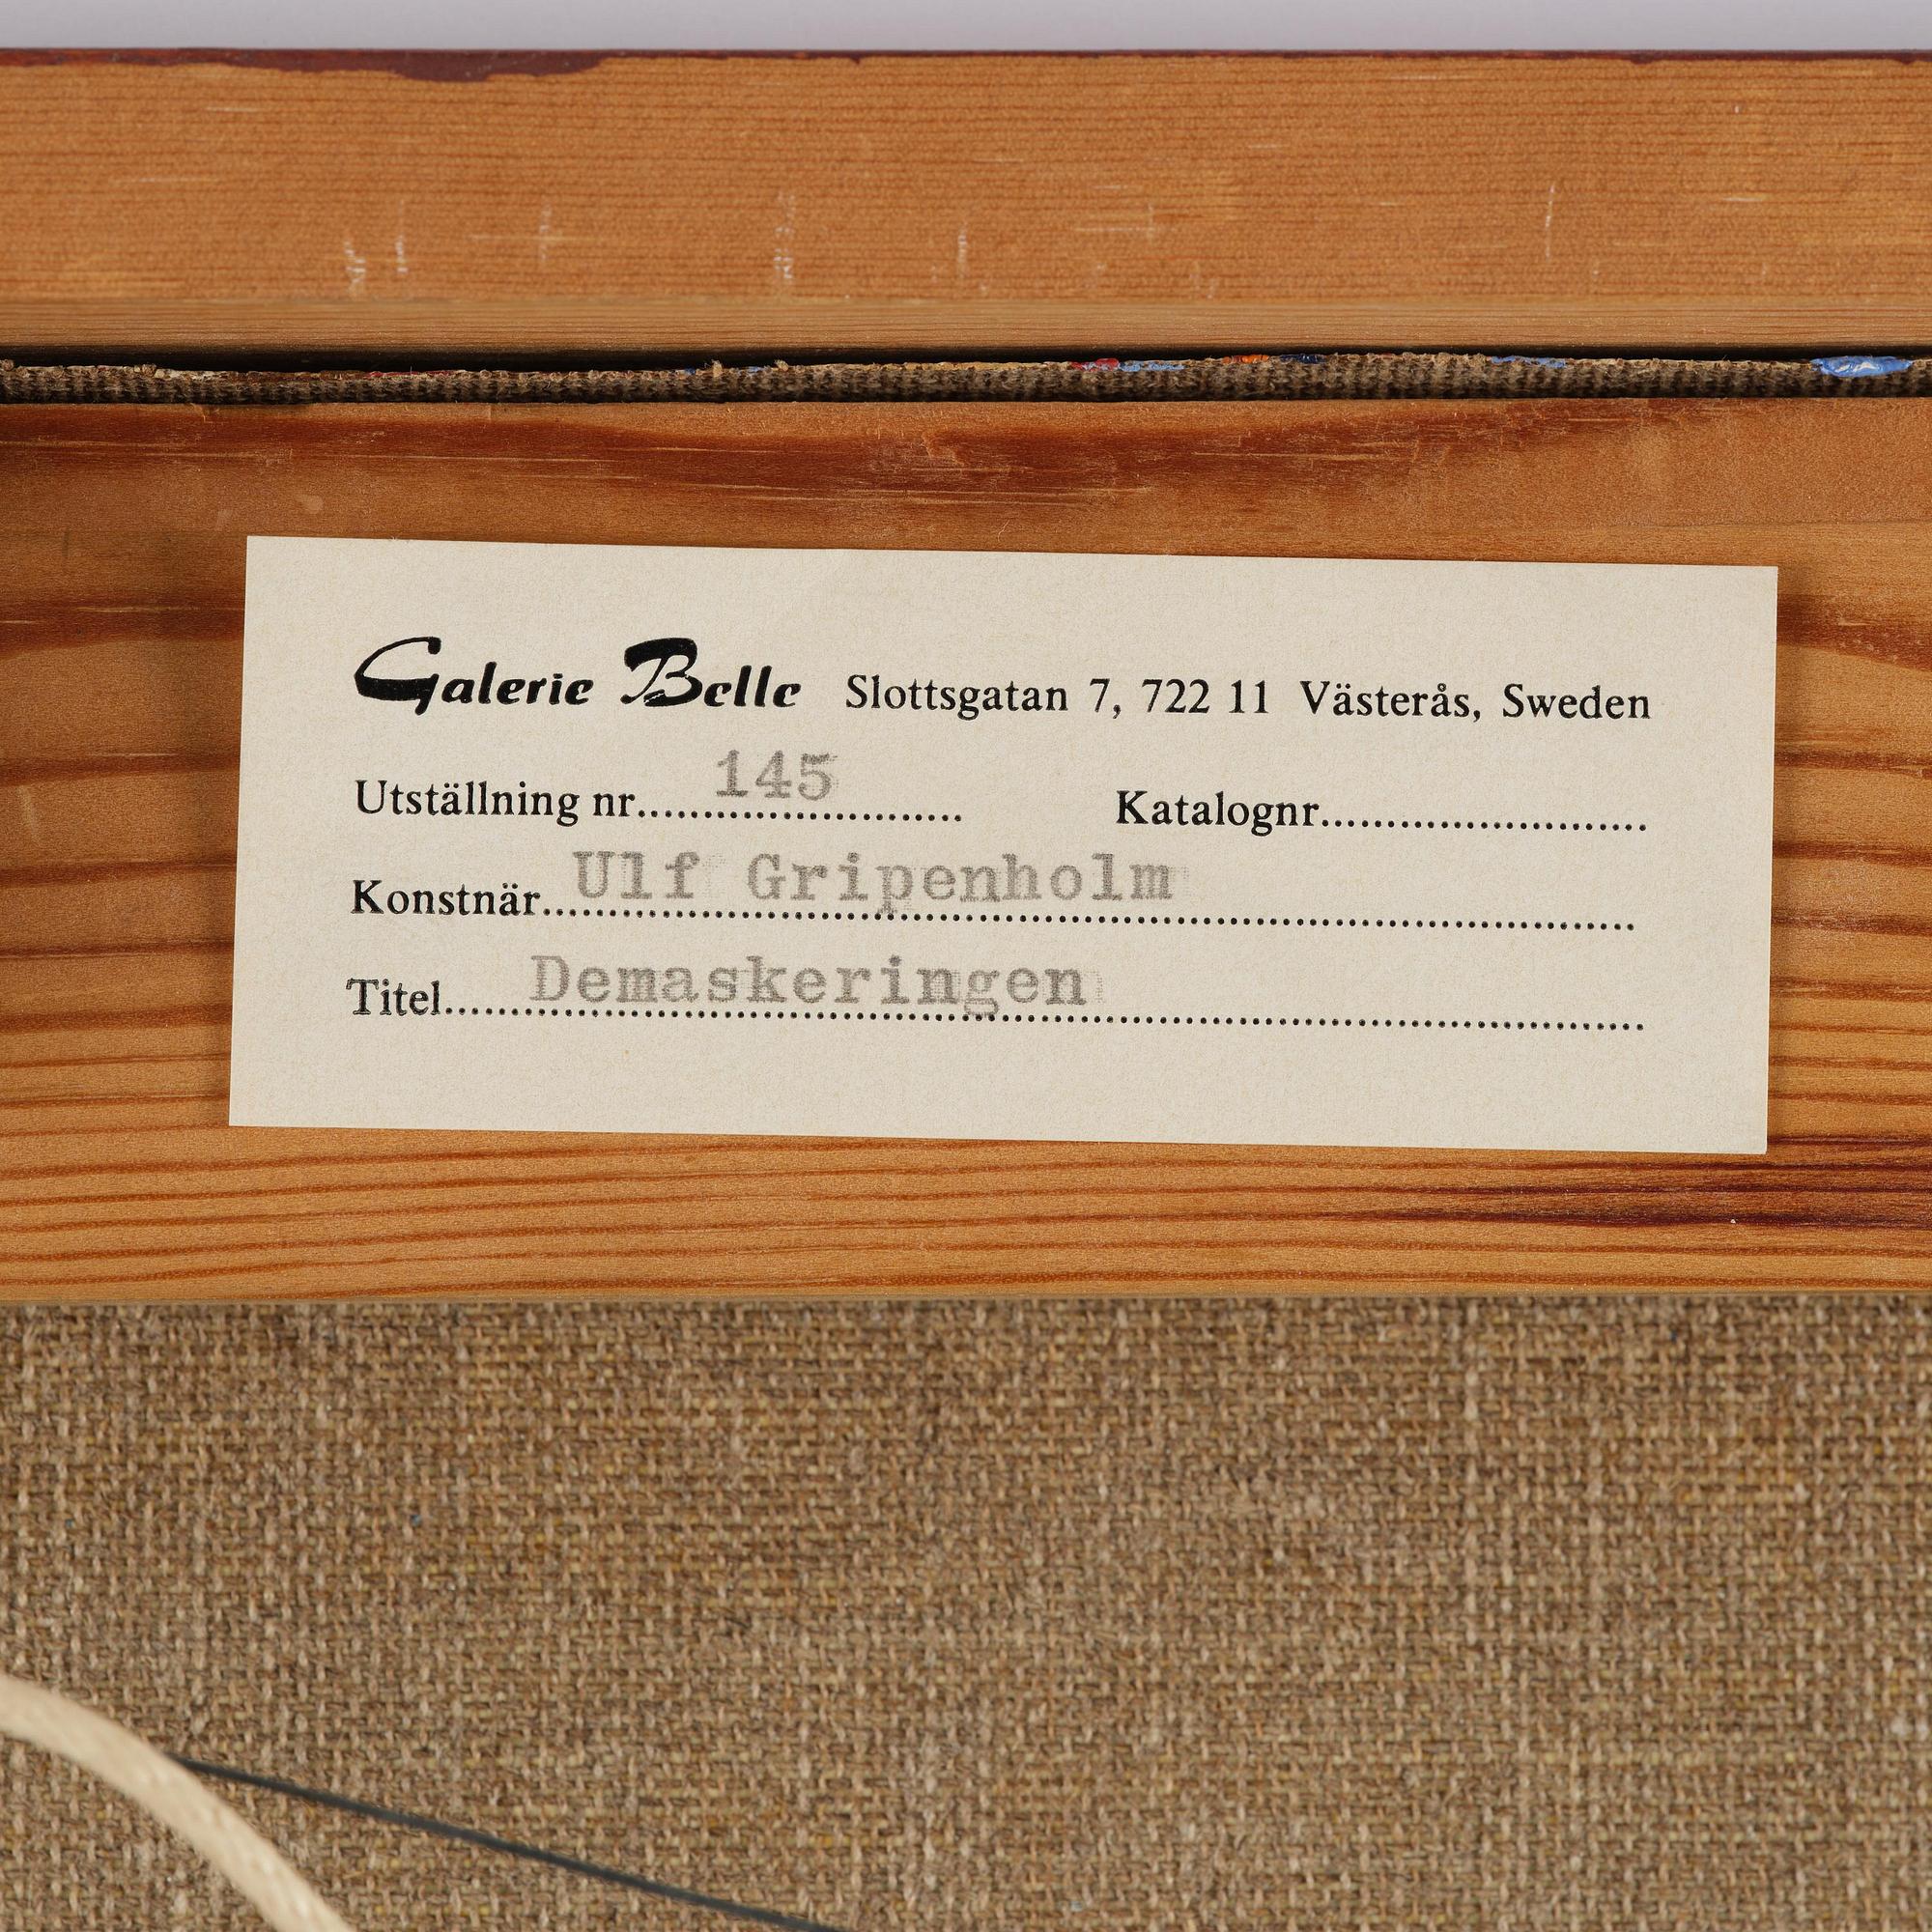 Galerie Belle Slottsgatan 7, 722 11 Västerås, Sweden
Utställning nr.........145............ Katalognr.........................
Konstnär...Ulf Gripenholm...................................
Titel......Demaskeringen..........................................